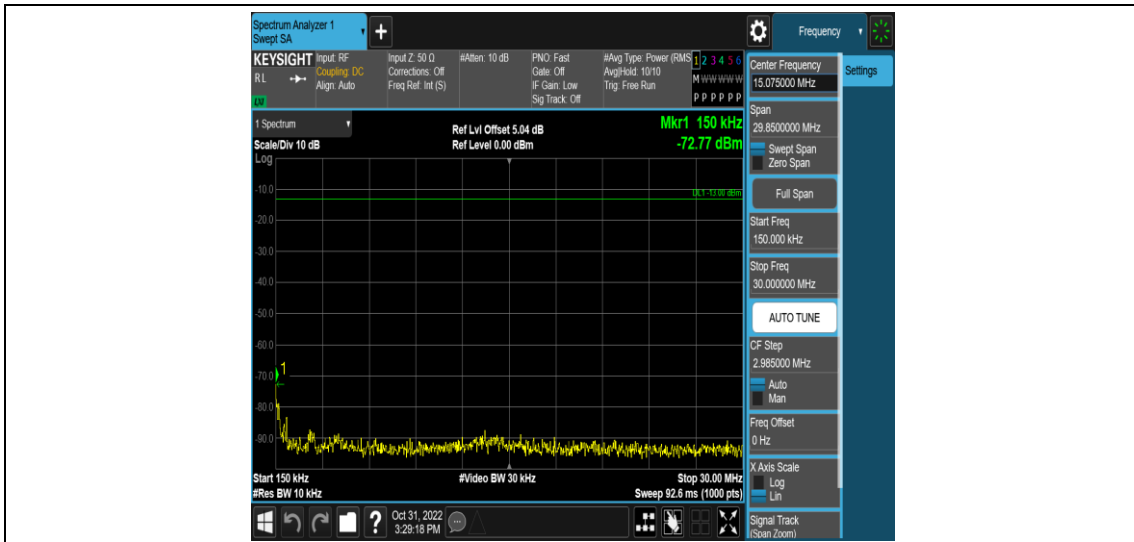 Spectrum Analyzer 1
Swept SA
+
Frequency
KEYSIGHT
RL
LXI
Input: RF
Coupling: DC
Align: Auto
Input Z: 50 Ω
Corrections: Off
Freq Ref: Int (S)
#Atten: 10 dB
PNO: Fast
Gate: Off
IF Gain: Low
Sig Track: Off
#Avg Type: Power (RMS
Avg|Hold: 10/10
Trig: Free Run
1 2 3 4 5 6
M W W W W W
P P P P P P
1 Spectrum
Scale/Div 10 dB
Ref Lvl Offset 5.04 dB
Ref Level 0.00 dBm
Mkr1 150 kHz
-72.77 dBm
Log
DL1 -13.00 dBm
-10.0
-20.0
-30.0
-40.0
-50.0
-60.0
-70.0
-80.0
-90.0
1
Start 150 kHz
#Res BW 10 kHz
#Video BW 30 kHz
Stop 30.00 MHz
Sweep 92.6 ms (1000 pts)
?
Oct 31, 2022
3:29:18 PM
Center Frequency
15.075000 MHz
Settings
Span
29.8500000 MHz
Swept Span
Zero Span
Full Span
Start Freq
150.000 kHz
Stop Freq
30.000000 MHz
AUTO TUNE
CF Step
2.985000 MHz
Auto
Man
Freq Offset
0 Hz
X Axis Scale
Log
Lin
Signal Track
(Span Zoom)